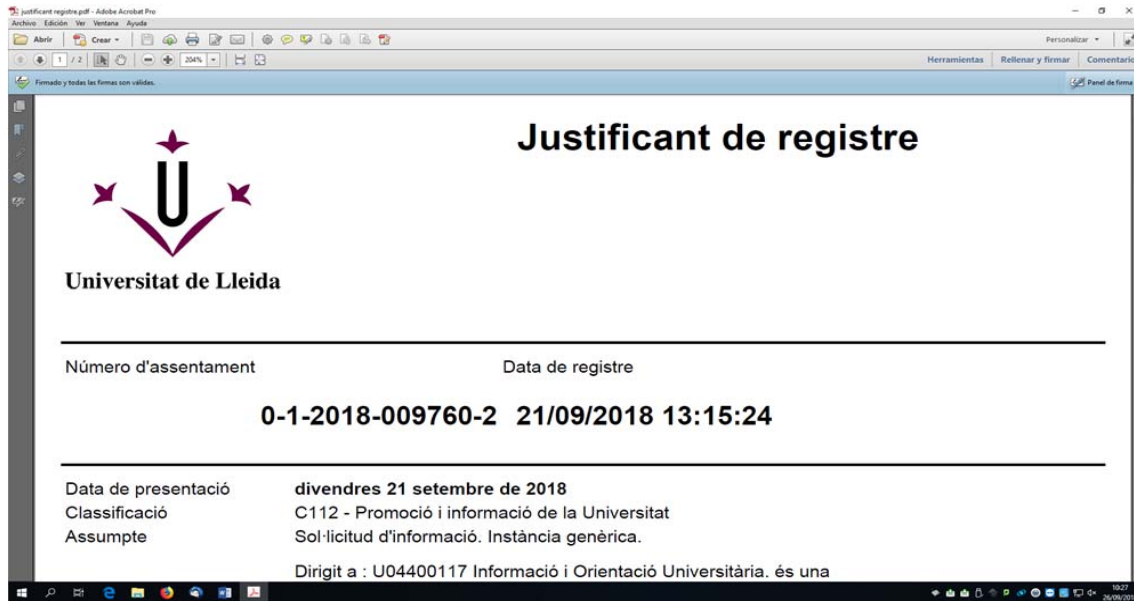 justificant registre.pdf - Adobe Acrobat Pro
Archivo Edición Ver Ventana Ayuda
Abrir Crear Personalizar
1 / 2 204% Herramientas Rellenar y firmar Comentario
Firmado y todas las firmas son válidas. Panel de firma
Justificant de registre
U
Universitat de Lleida
Número d'assentament Data de registre
0-1-2018-009760-2 21/09/2018 13:15:24
Data de presentació divendres 21 setembre de 2018
Classificació C112 - Promoció i informació de la Universitat
Assumpte Sol·licitud d'informació. Instància genèrica.
Dirigit a : U04400117 Informació i Orientació Universitària. és una
10:27
26/09/201